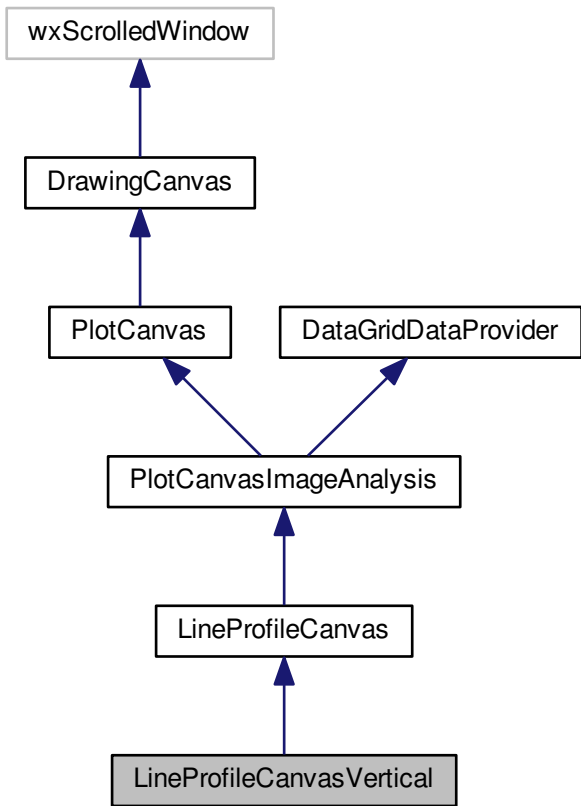 wxScrolledWindow
DrawingCanvas
PlotCanvas
DataGridDataProvider
PlotCanvasImageAnalysis
LineProfileCanvas
LineProfileCanvasVertical